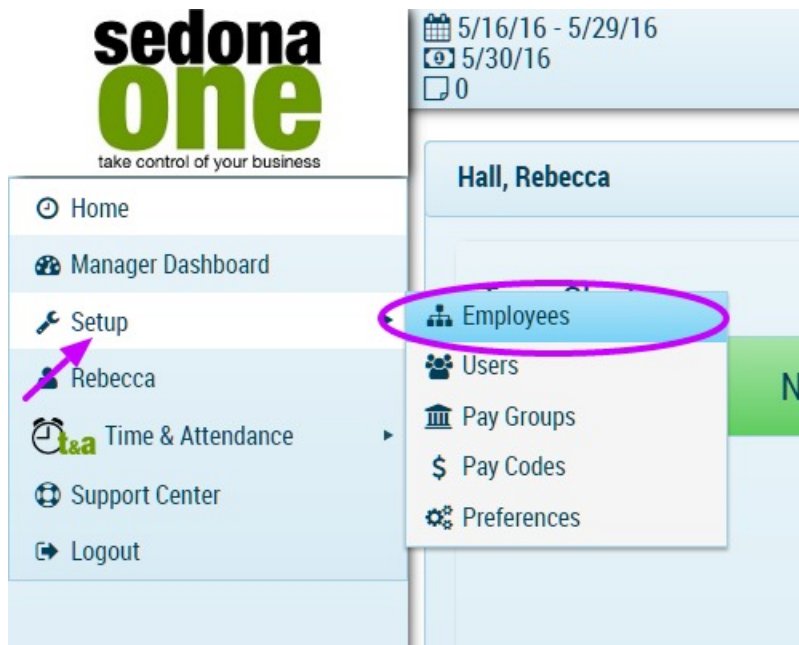 sedona
one
take control of your business
5/16/16 - 5/29/16
5/30/16
0
Hall, Rebecca
Home
Manager Dashboard
Setup
Rebecca
t&a Time & Attendance
Support Center
Logout
Employees
Users
Pay Groups
Pay Codes
Preferences
N